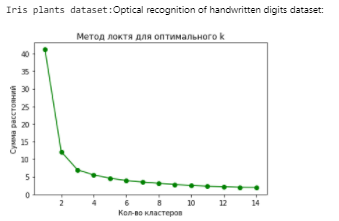 Iris plants dataset:Optical recognition of handwritten digits dataset:
Метод локтя для оптимального k
Сумма расстояний
40
35
30
25
20
15
10
5
0
2 4 6 8 10 12 14
Кол-во кластеров